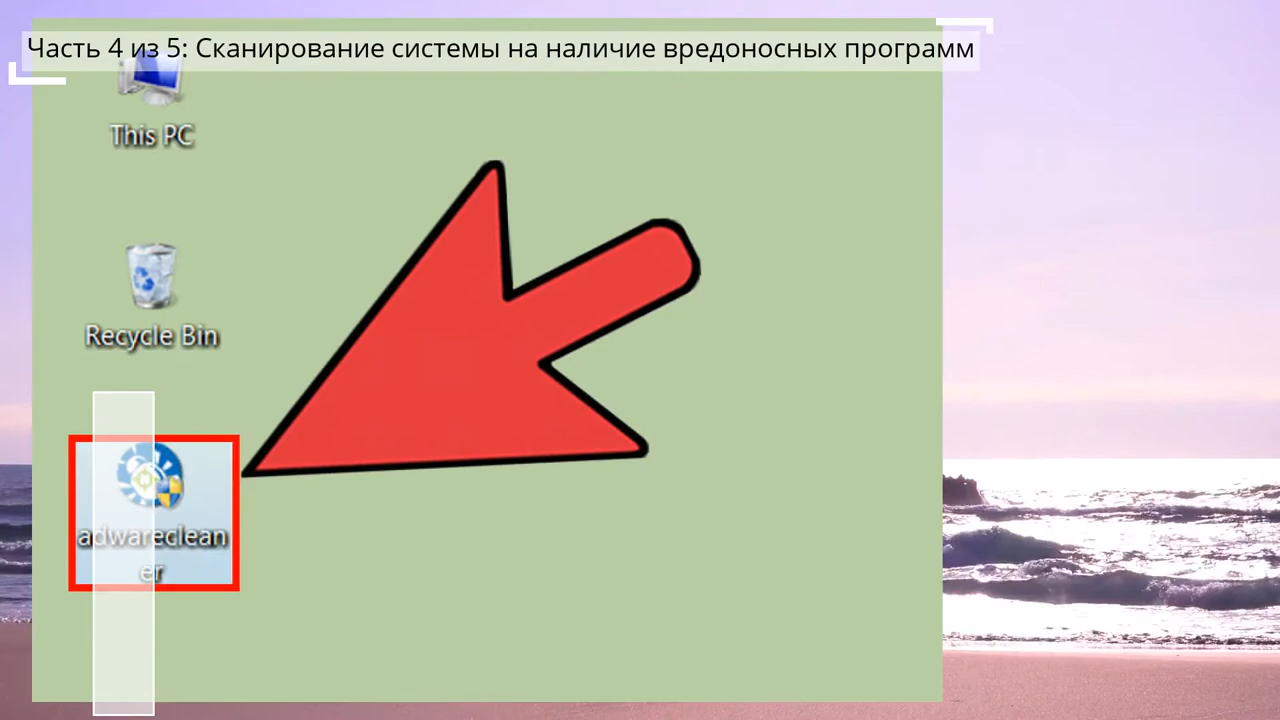 Часть 4 из 5: Сканирование системы на наличие вредоносных программ
This PC
Recycle Bin
adwareclean
er